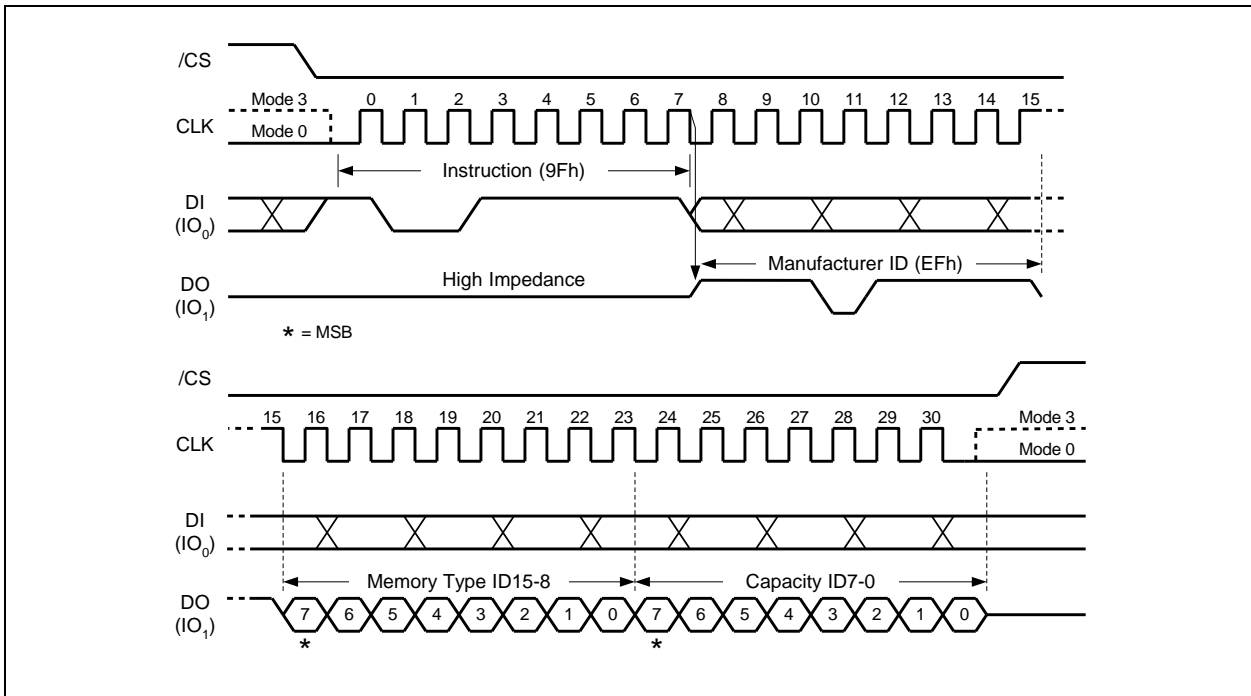 /CS
Mode 3
0 1 2 3 4 5 6 7 8 9 10 11 12 13 14 15
CLK
Mode 0
Instruction (9Fh)
DI
(IO0)
Manufacturer ID (EFh)
High Impedance
DO
(IO1)
* = MSB
/CS
15 16 17 18 19 20 21 22 23 24 25 26 27 28 29 30
Mode 3
CLK
Mode 0
DI
(IO0)
Memory Type ID15-8
Capacity ID7-0
DO
(IO1)
7 6 5 4 3 2 1 0 7 6 5 4 3 2 1 0
* *